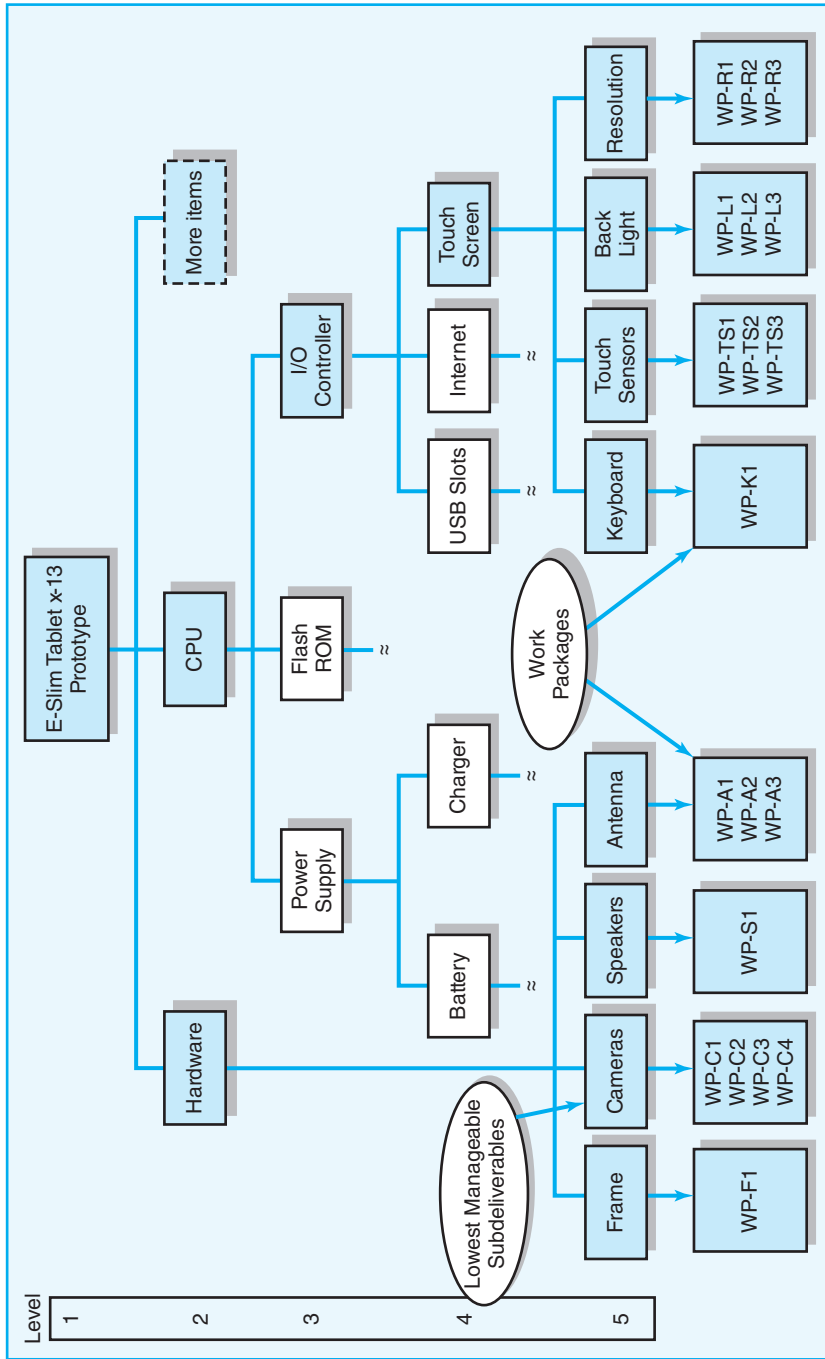 Level
1
2
3
4
5
E-Slim Tablet x-13
Prototype
Hardware
CPU
More items
Power
Supply
Flash
ROM
I/O
Controller
Battery
Charger
USB Slots
Internet
Touch
Screen
≈
≈
≈
≈
≈
Lowest Manageable
Subdeliverables
Work
Packages
Frame
Cameras
Speakers
Antenna
Keyboard
Touch
Sensors
Back
Light
Resolution
WP-F1
WP-C1
WP-C2
WP-C3
WP-C4
WP-S1
WP-A1
WP-A2
WP-A3
WP-K1
WP-TS1
WP-TS2
WP-TS3
WP-L1
WP-L2
WP-L3
WP-R1
WP-R2
WP-R3